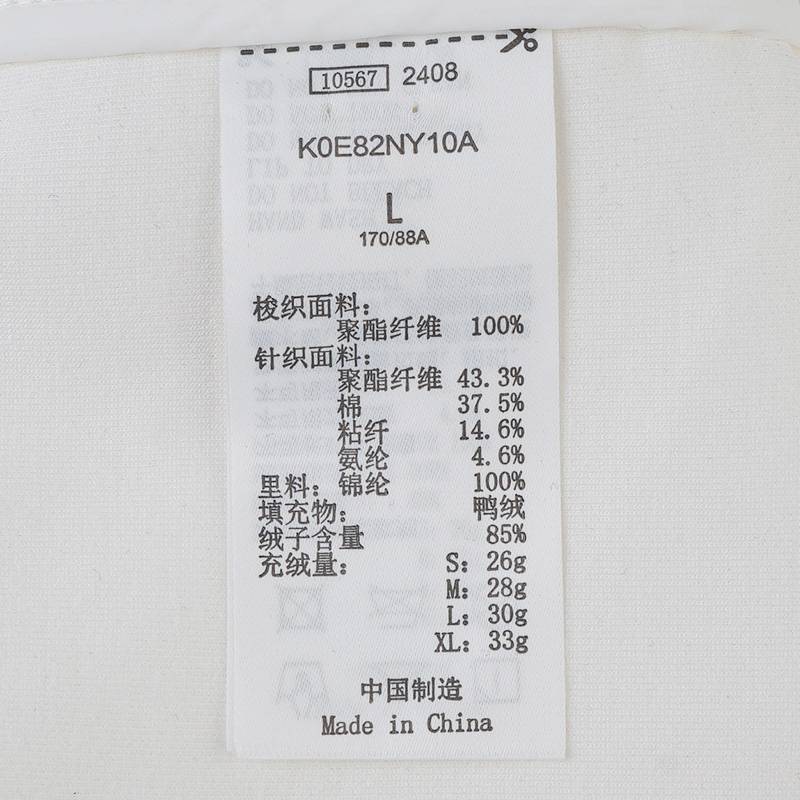 10567 2408
K0E82NY10A
L
170/88A
梭织面料：
聚酯纤维 100%
针织面料：
聚酯纤维 43.3%
棉 37.5%
粘纤 14.6%
氨纶 4.6%
里料：锦纶 100%
填充物： 鸭绒
绒子含量 85%
充绒量： S：26g
M：28g
L：30g
XL：33g
中国制造
Made in China